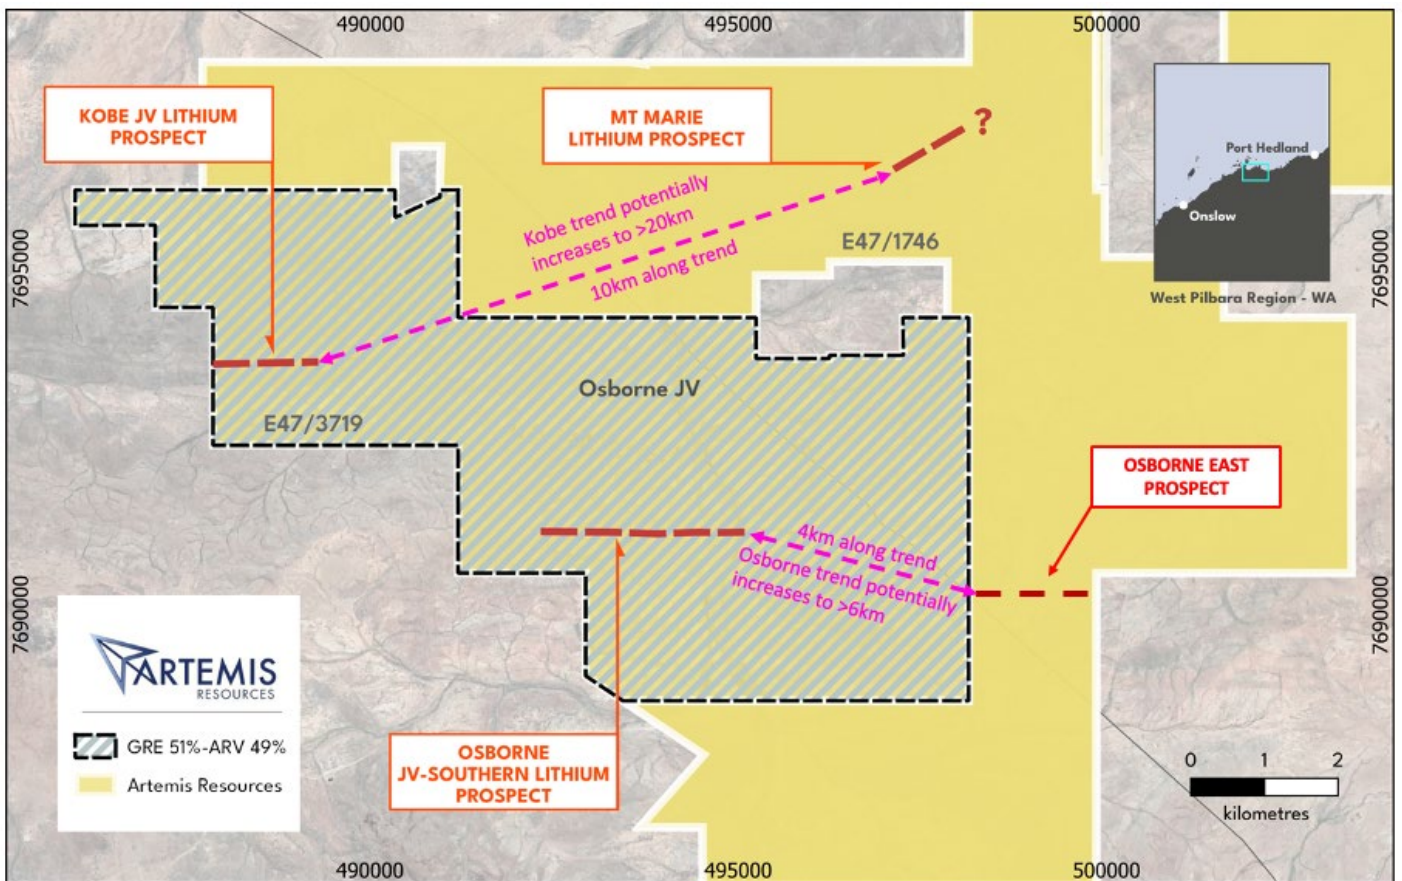 490000
495000
500000
KOBE JV LITHIUM
PROSPECT
MT MARIE
LITHIUM PROSPECT
?
Port Hedland
Onslow
West Pilbara Region - WA
Kobe trend potentially
increases to >20km
10km along trend
E47/1746
7695000
7695000
Osborne JV
E47/3719
OSBORNE EAST
PROSPECT
4km along trend
Osborne trend potentially
increases to >6km
7690000
7690000
ARTEMIS
RESOURCES
GRE 51%-ARV 49%
Artemis Resources
OSBORNE
JV-SOUTHERN LITHIUM
PROSPECT
0 1 2
kilometres
490000
495000
500000